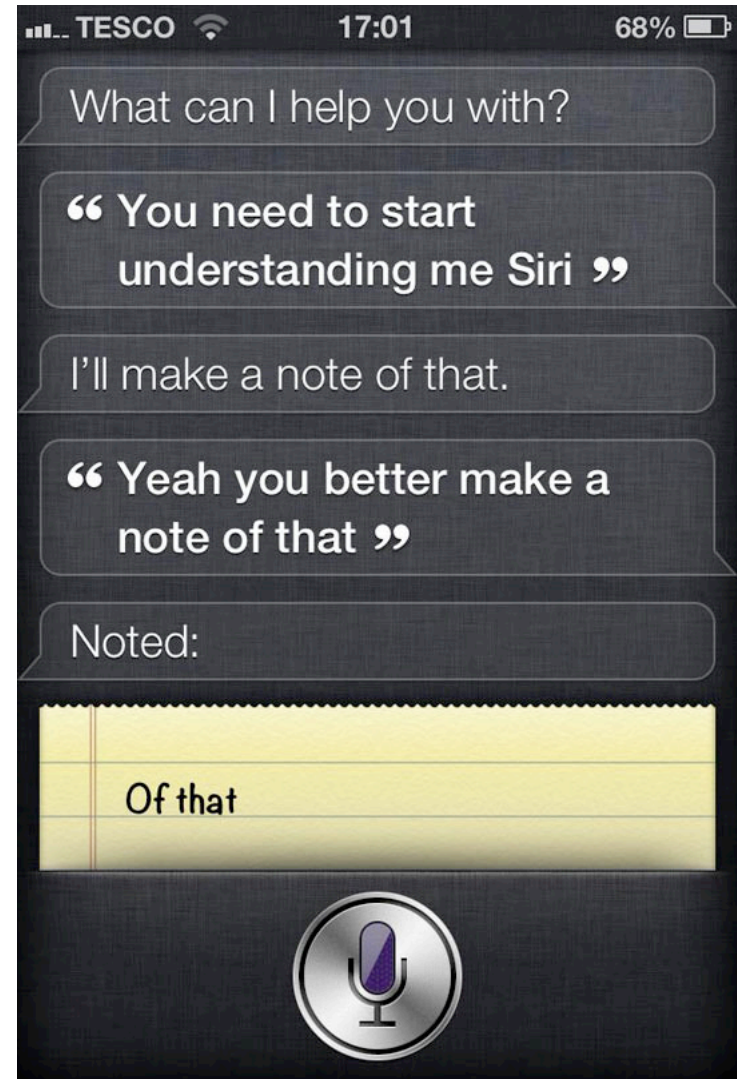 TESCO 17:01 68%
What can I help you with?
“ You need to start
understanding me Siri ”
I’ll make a note of that.
“ Yeah you better make a
note of that ”
Noted:
Of that